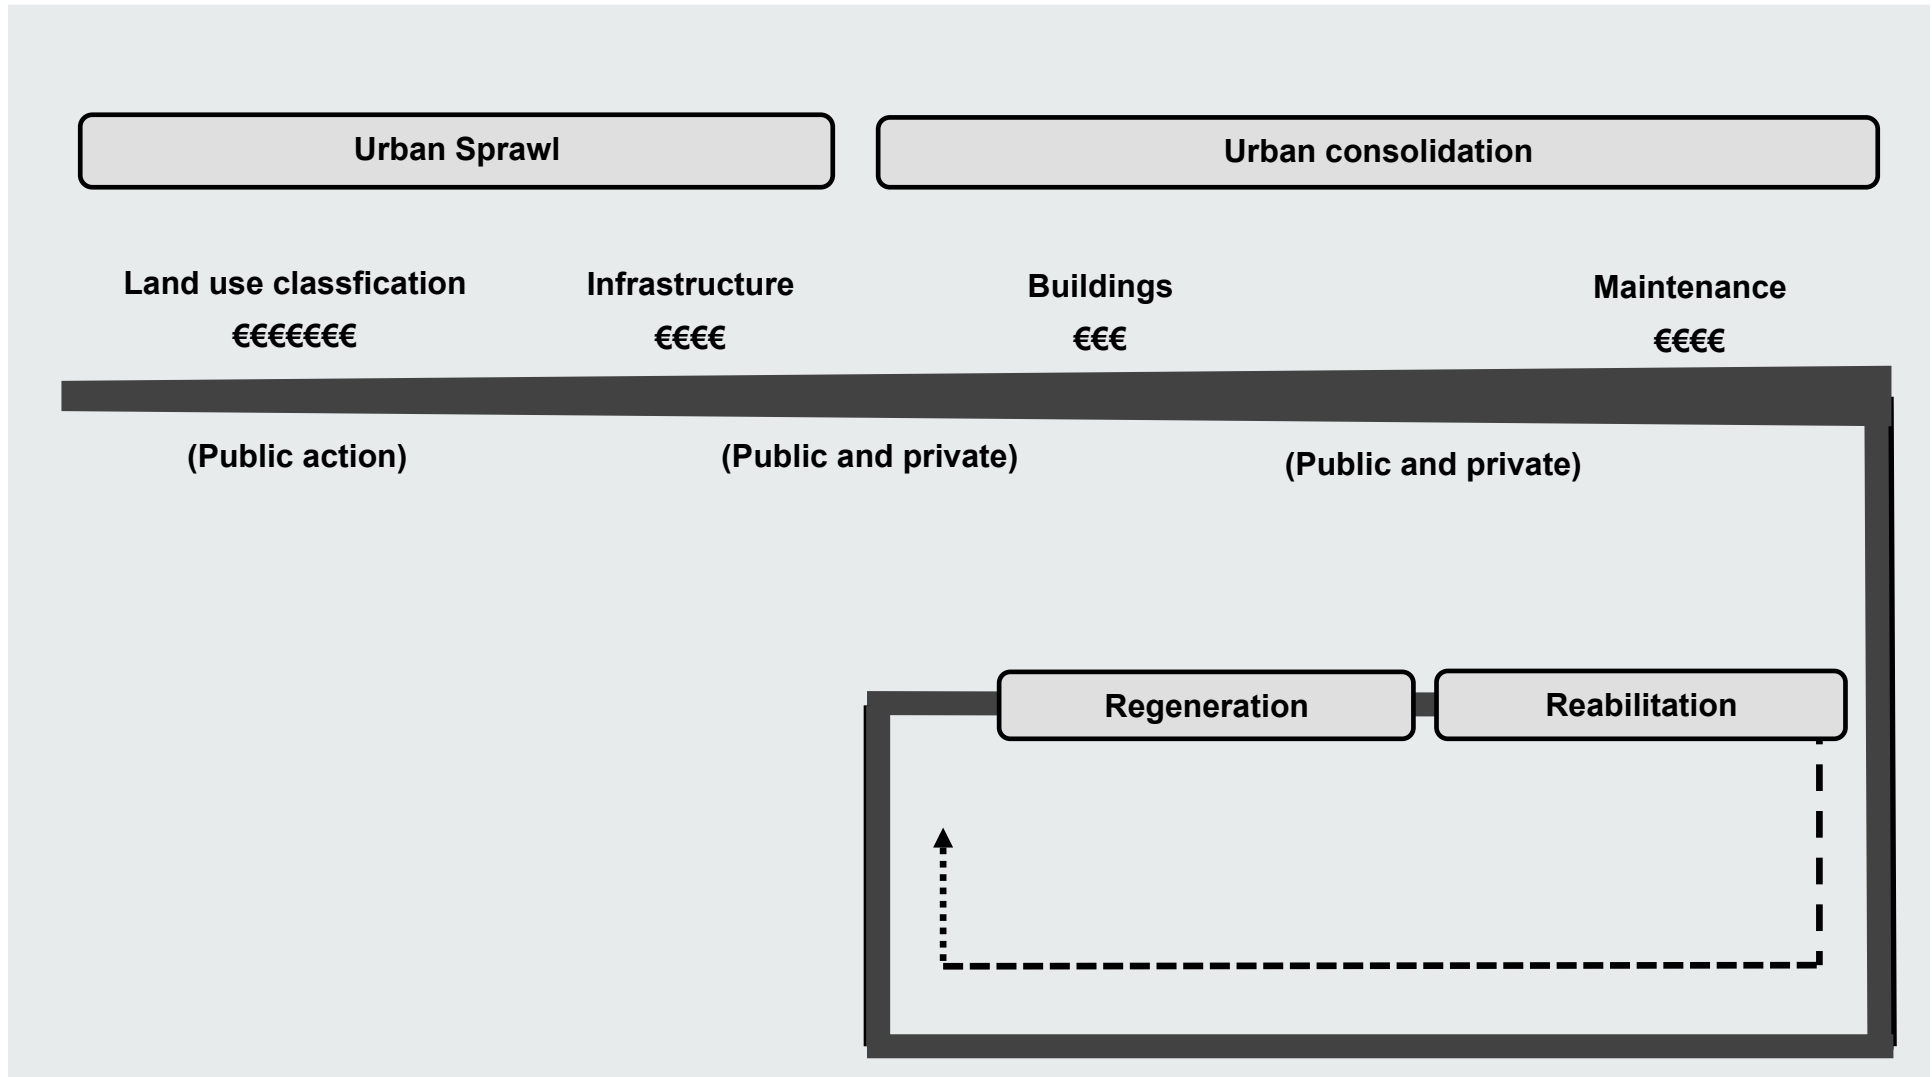 Urban Sprawl
Urban consolidation
Land use classfication
€€€€€€€
Infrastructure
€€€€
Buildings
€€€
Maintenance
€€€€
(Public action)
(Public and private)
(Public and private)
Regeneration
Reabilitation